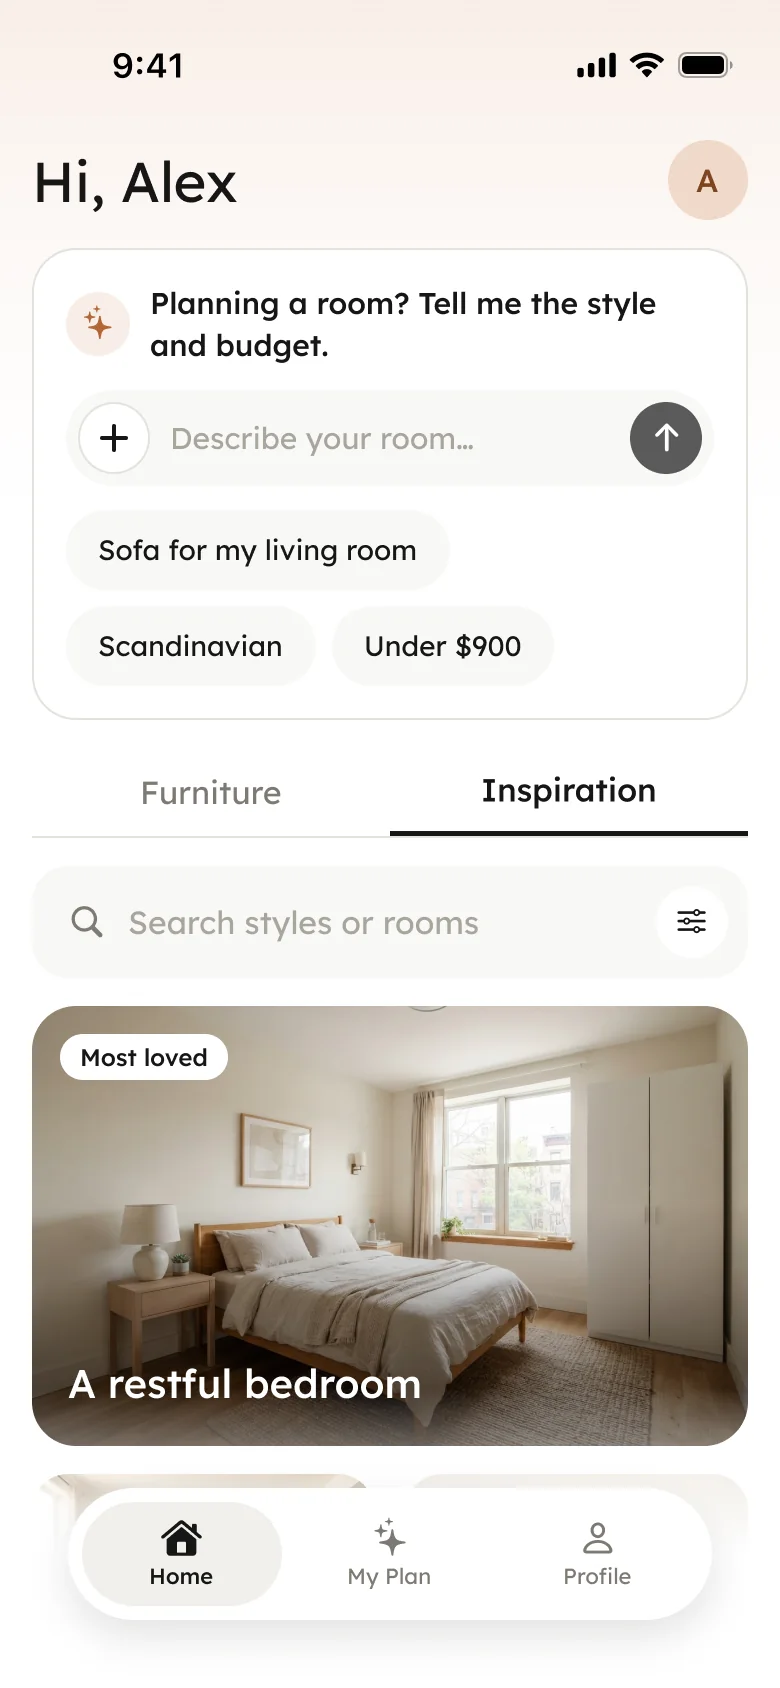 9:41
Hi, Alex
A
Planning a room? Tell me the style
and budget.
Describe your room...
Sofa for my living room
Scandinavian
Under $900
Furniture
Inspiration
Search styles or rooms
Most loved
A restful bedroom
Home
My Plan
Profile